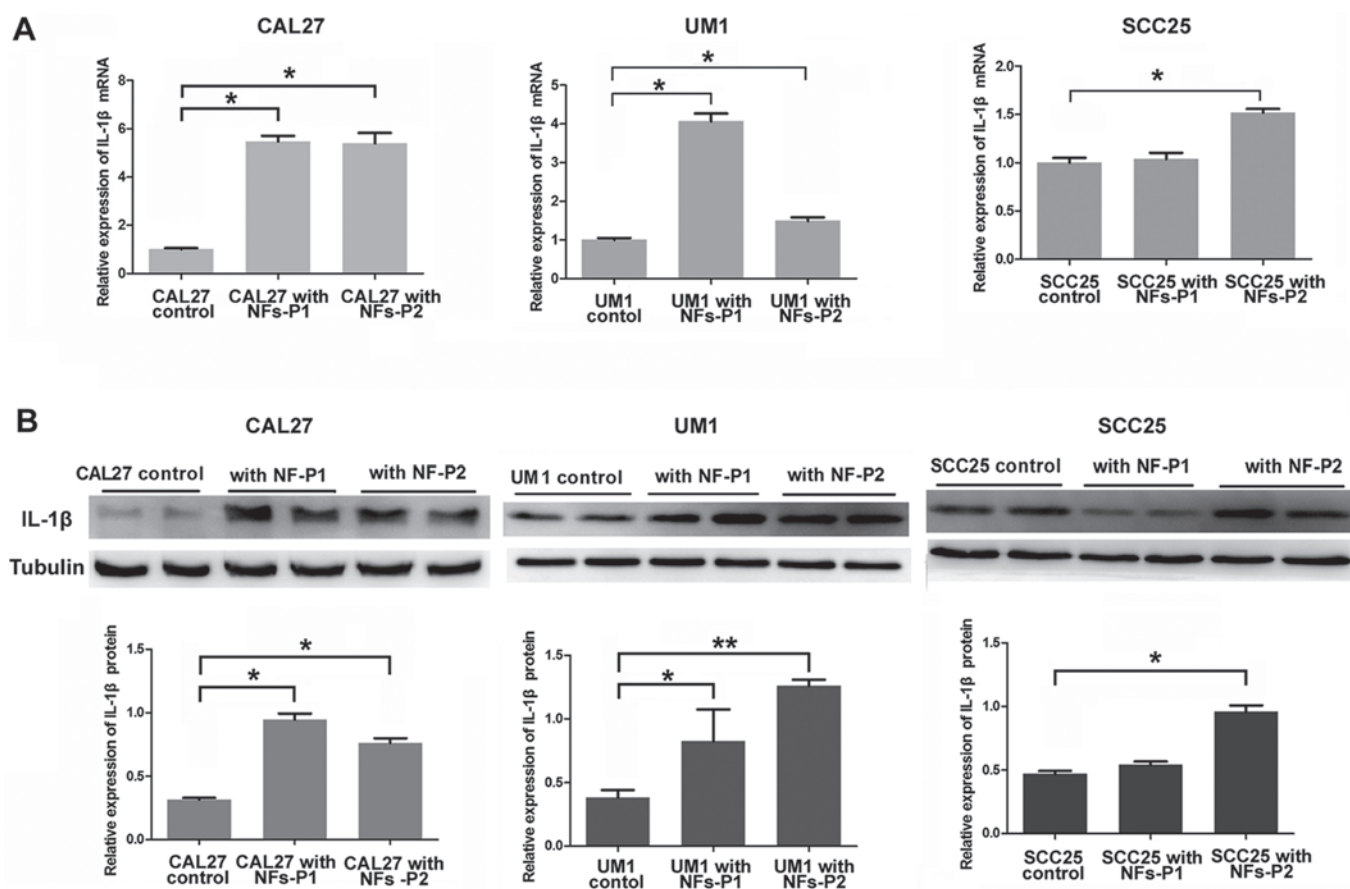 A
CAL27
Relative expression of IL-1β mRNA
8
6
4
2
0
*
*
CAL27 control
CAL27 with NFs-P1
CAL27 with NFs-P2
UM1
Relative expression of IL-1β mRNA
5
4
3
2
1
0
*
*
UM1 contol
UM1 with NFs-P1
UM1 with NFs-P2
SCC25
Relative expression of IL-1β mRNA
2.0
1.5
1.0
0.5
0.0
*
SCC25 control
SCC25 with NFs-P1
SCC25 with NFs-P2
B
CAL27
CAL27 control
with NF-P1
with NF-P2
UM1
UM1 control
with NF-P1
with NF-P2
SCC25
SCC25 control
with NF-P1
with NF-P2
IL-1β
Tubulin
Relative expression of IL-1β protein
1.5
1.0
0.5
0.0
*
*
CAL27 control
CAL27 with NFs-P1
CAL27 with NFs -P2
Relative expression of IL-1β protein
1.5
1.0
0.5
0.0
**
*
UM1 contol
UM1 with NFs-P1
UM1 with NFs-P2
Relative expression of IL-1β protein
1.5
1.0
0.5
0.0
*
SCC25 control
SCC25 with NFs-P1
SCC25 with NFs-P2